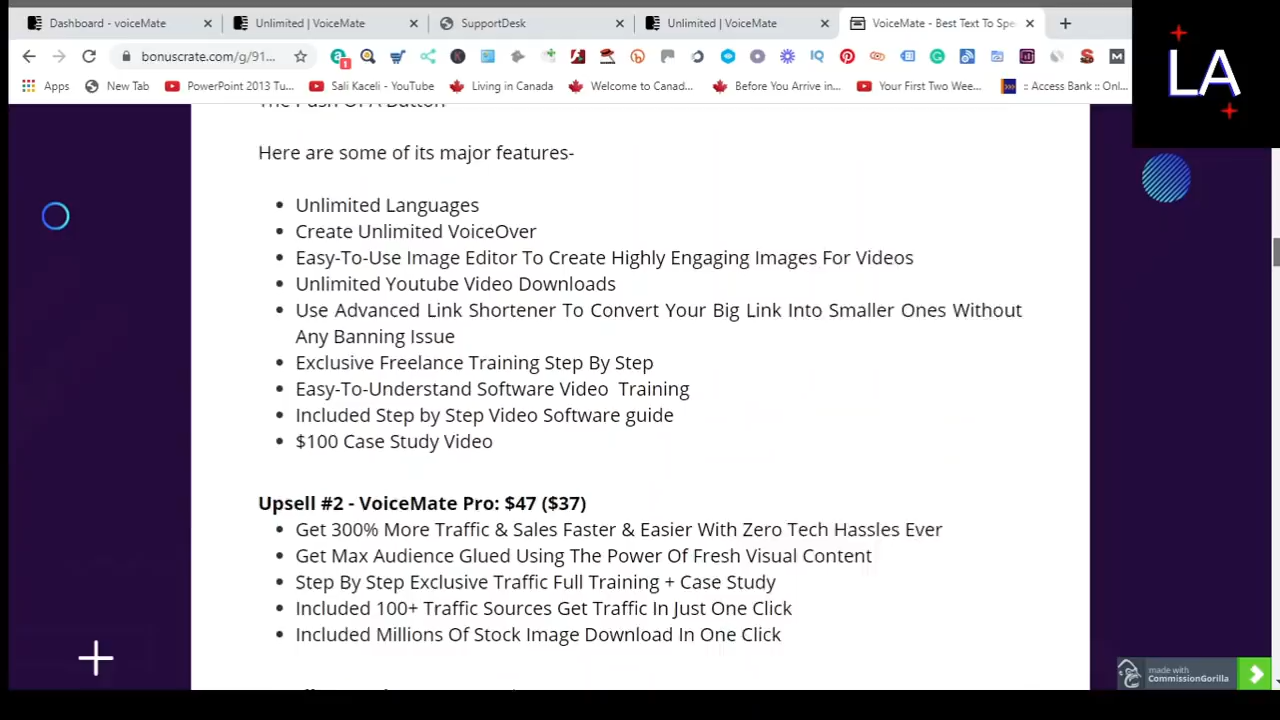 Dashboard - voiceMate
Unlimited | VoiceMate
SupportDesk
Unlimited | VoiceMate
VoiceMate - Best Text To Spe
bonuscrate.com/g/91...
1
IQ
Apps
New Tab
PowerPoint 2013 Tu...
Sali Kaceli - YouTube
Living in Canada
Welcome to Canad...
Before You Arrive in...
Your First Two Wee...
:: Access Bank :: Onl...
LA
The Push Of A Button
Here are some of its major features-
Unlimited Languages
Create Unlimited VoiceOver
Easy-To-Use Image Editor To Create Highly Engaging Images For Videos
Unlimited Youtube Video Downloads
Use Advanced Link Shortener To Convert Your Big Link Into Smaller Ones Without
Any Banning Issue
Exclusive Freelance Training Step By Step
Easy-To-Understand Software Video Training
Included Step by Step Video Software guide
$100 Case Study Video
Upsell #2 - VoiceMate Pro: $47 ($37)
Get 300% More Traffic & Sales Faster & Easier With Zero Tech Hassles Ever
Get Max Audience Glued Using The Power Of Fresh Visual Content
Step By Step Exclusive Traffic Full Training + Case Study
Included 100+ Traffic Sources Get Traffic In Just One Click
Included Millions Of Stock Image Download In One Click
made with
CommissionGorilla